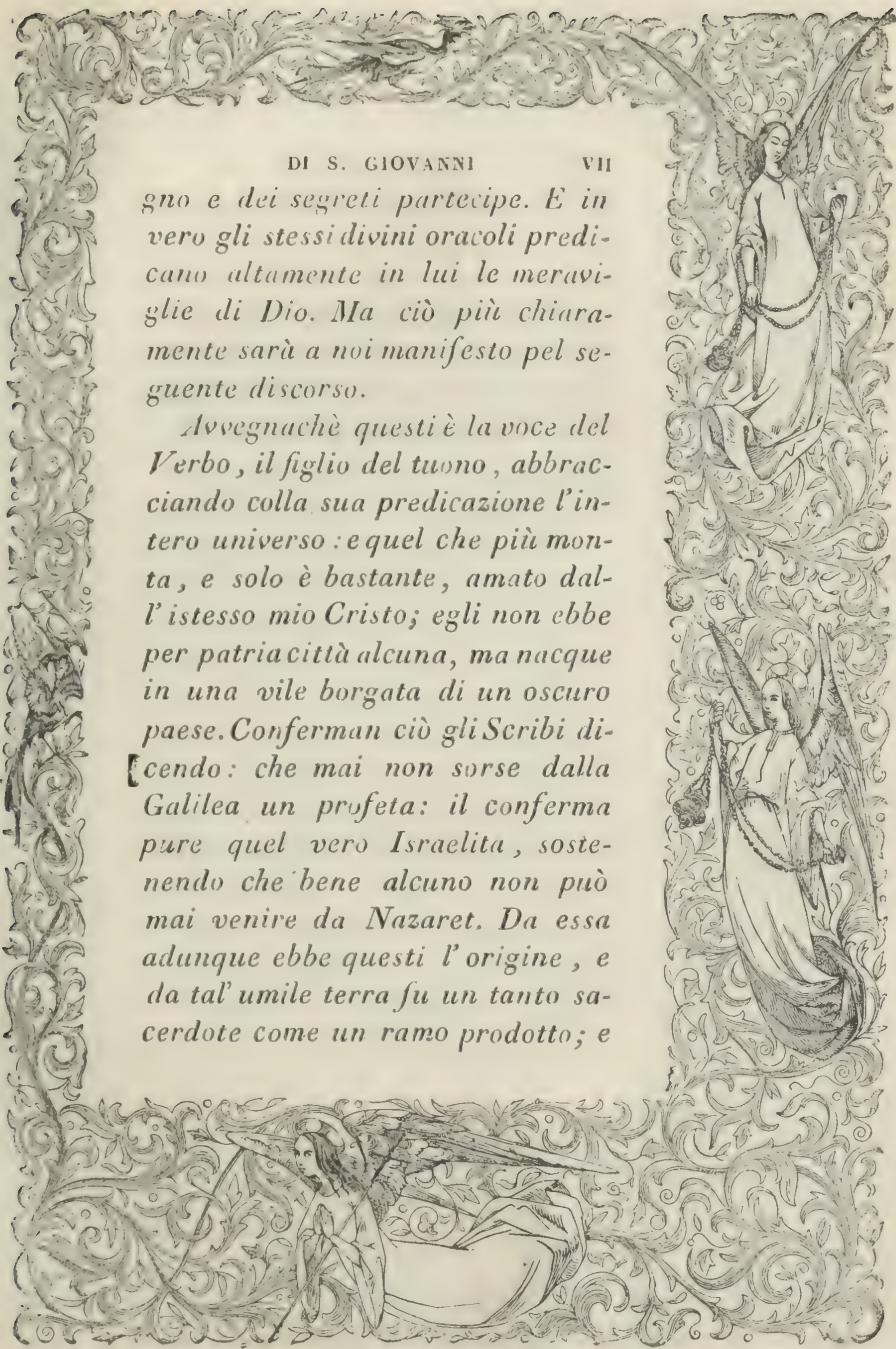 DI S. GIOVANNI VII
gno e dei segreti partecipe. E in
vero gli stessi divini oracoli predi-
cano altamente in lui le meravi-
glie di Dio. Ma ciò più chiara-
mente sarà a noi manifesto pel se-
guente discorso.
Avvegnachè questi è la voce del
Verbo, il figlio del tuono, abbrac-
ciando colla sua predicazione l'in-
tero universo: e quel che più mon-
ta, e solo è bastante, amato dal-
l'istesso mio Cristo; egli non ebbe
per patria città alcuna, ma nacque
in una vile borgata di un oscuro
paese. Conferman ciò gli Scribi di-
[cendo: che mai non sorse dalla
Galilea un profeta: il conferma
pure quel vero Israelita, soste-
nendo che bene alcuno non può
mai venire da Nazaret. Da essa
adunque ebbe questi l'origine, e
da tal' umile terra fu un tanto sa-
cerdote come un ramo prodotto; e